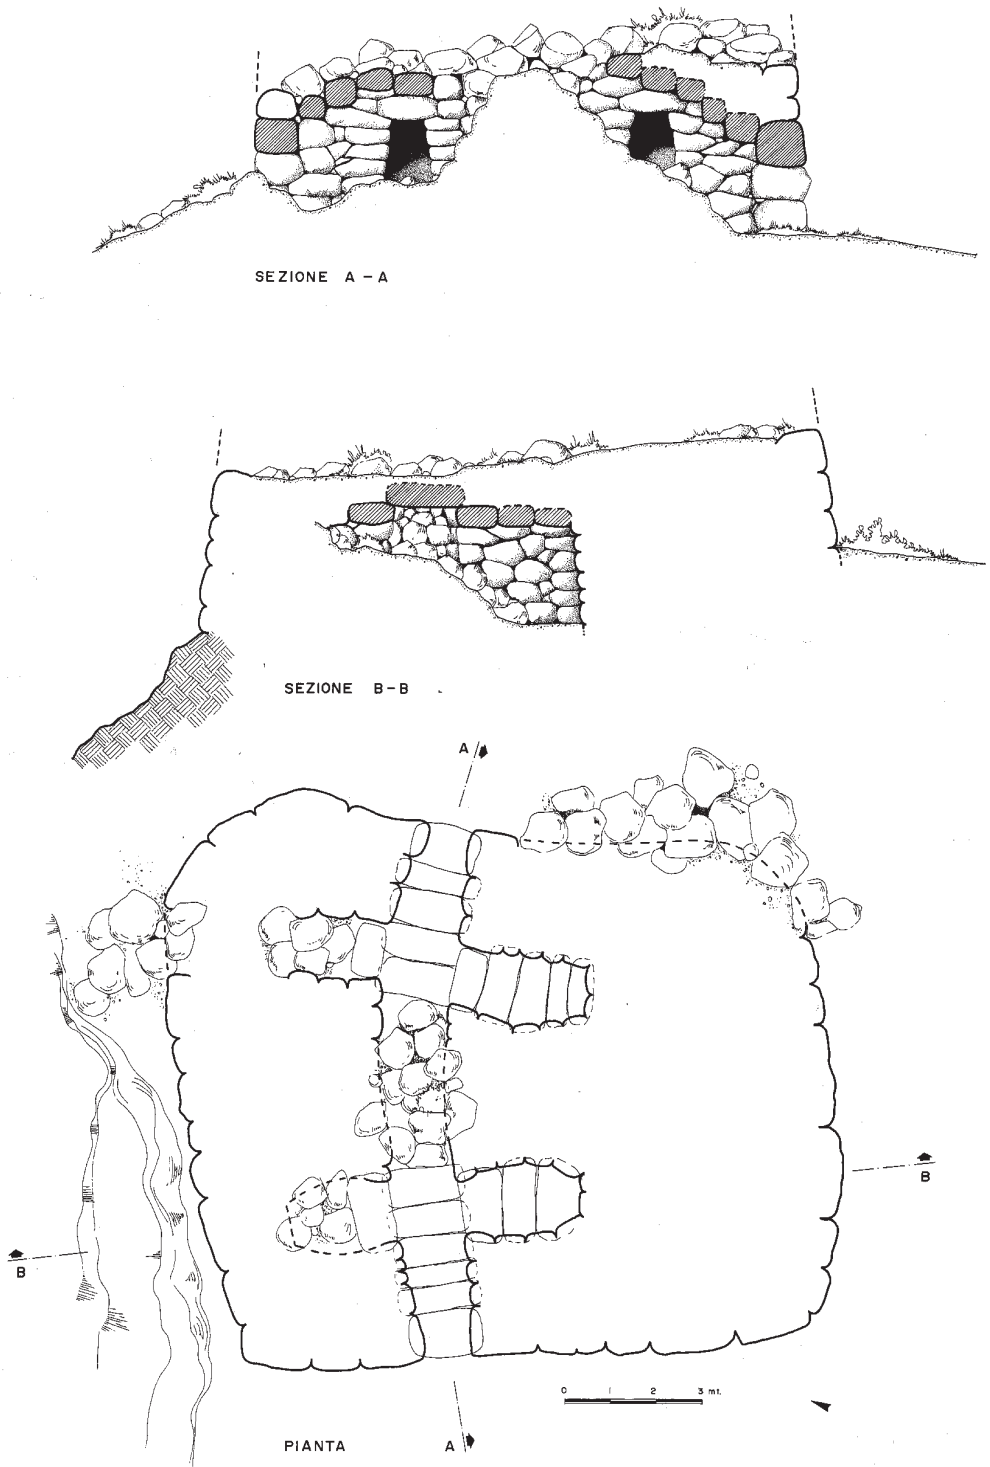 SEZIONE A – A
SEZIONE B – B
A
B
B
0 1 2 3 mt.
PIANTA
A